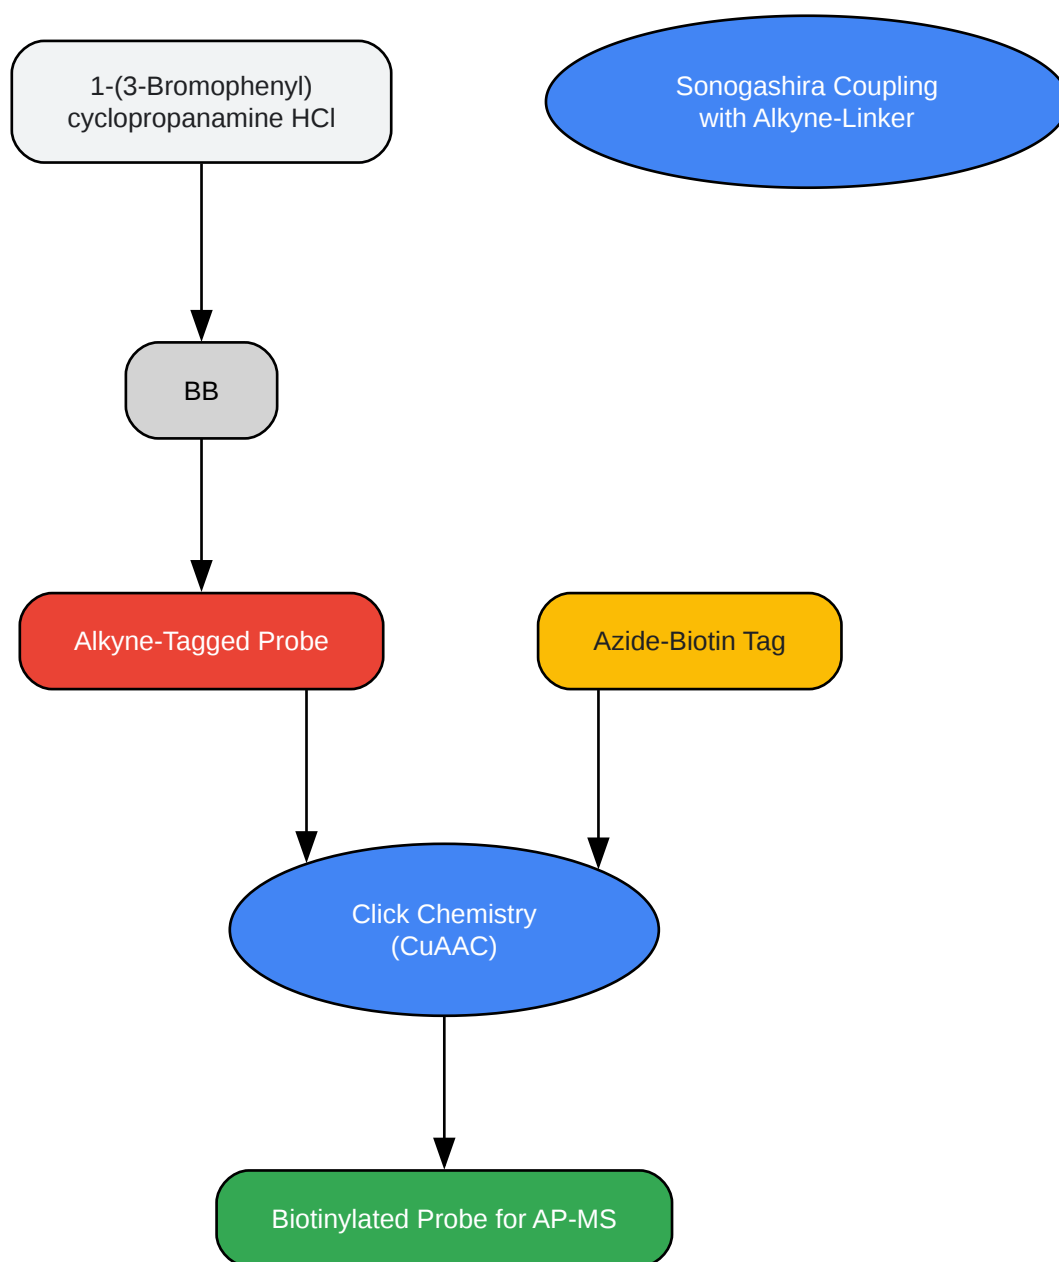 1-(3-Bromophenyl)
cyclopropanamine HCl
Sonogashira Coupling
with Alkyne-Linker
BB
Alkyne-Tagged Probe
Azide-Biotin Tag
Click Chemistry
(CuAAC)
Biotinylated Probe for AP-MS